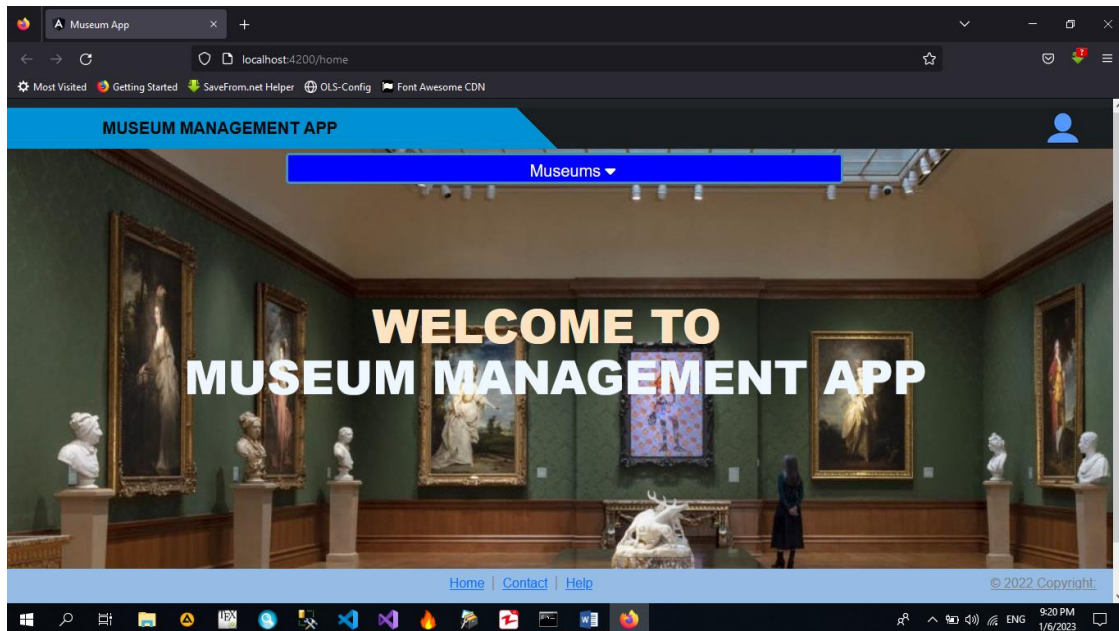 Museum App
localhost:4200/home
Most Visited
Getting Started
SaveFrom.net Helper
OLS-Config
Font Awesome CDN
MUSEUM MANAGEMENT APP
Museums
WELCOME TO
MUSEUM MANAGEMENT APP
Home | Contact | Help
© 2022 Copyright:
ENG
9:20 PM
1/6/2023